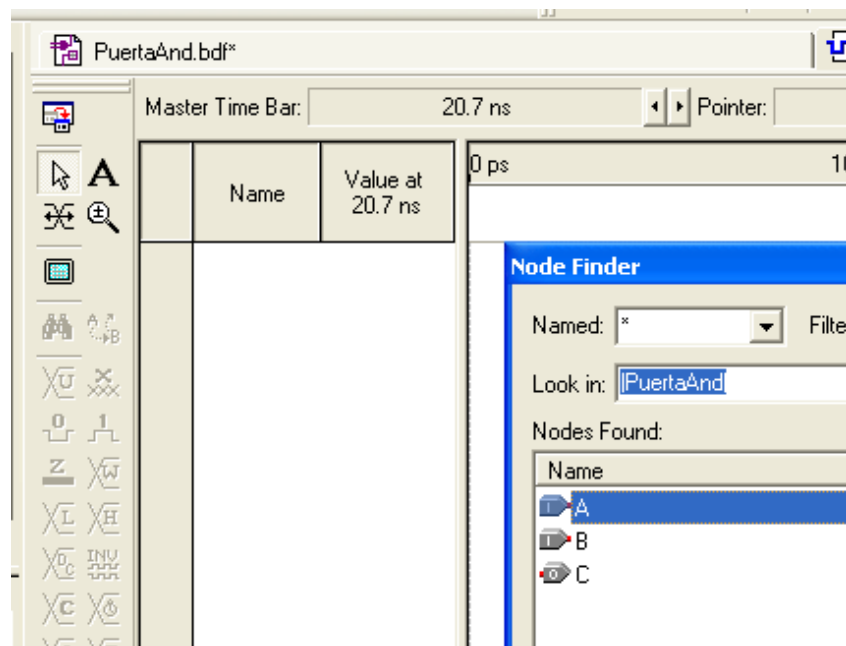 PuertaAnd.bdf*
Master Time Bar: 20.7 ns Pointer:
Name
Value at
20.7 ns
0 ps
Node Finder
Named: *
Look in: |PuertaAnd|
Nodes Found:
Name
A
B
C